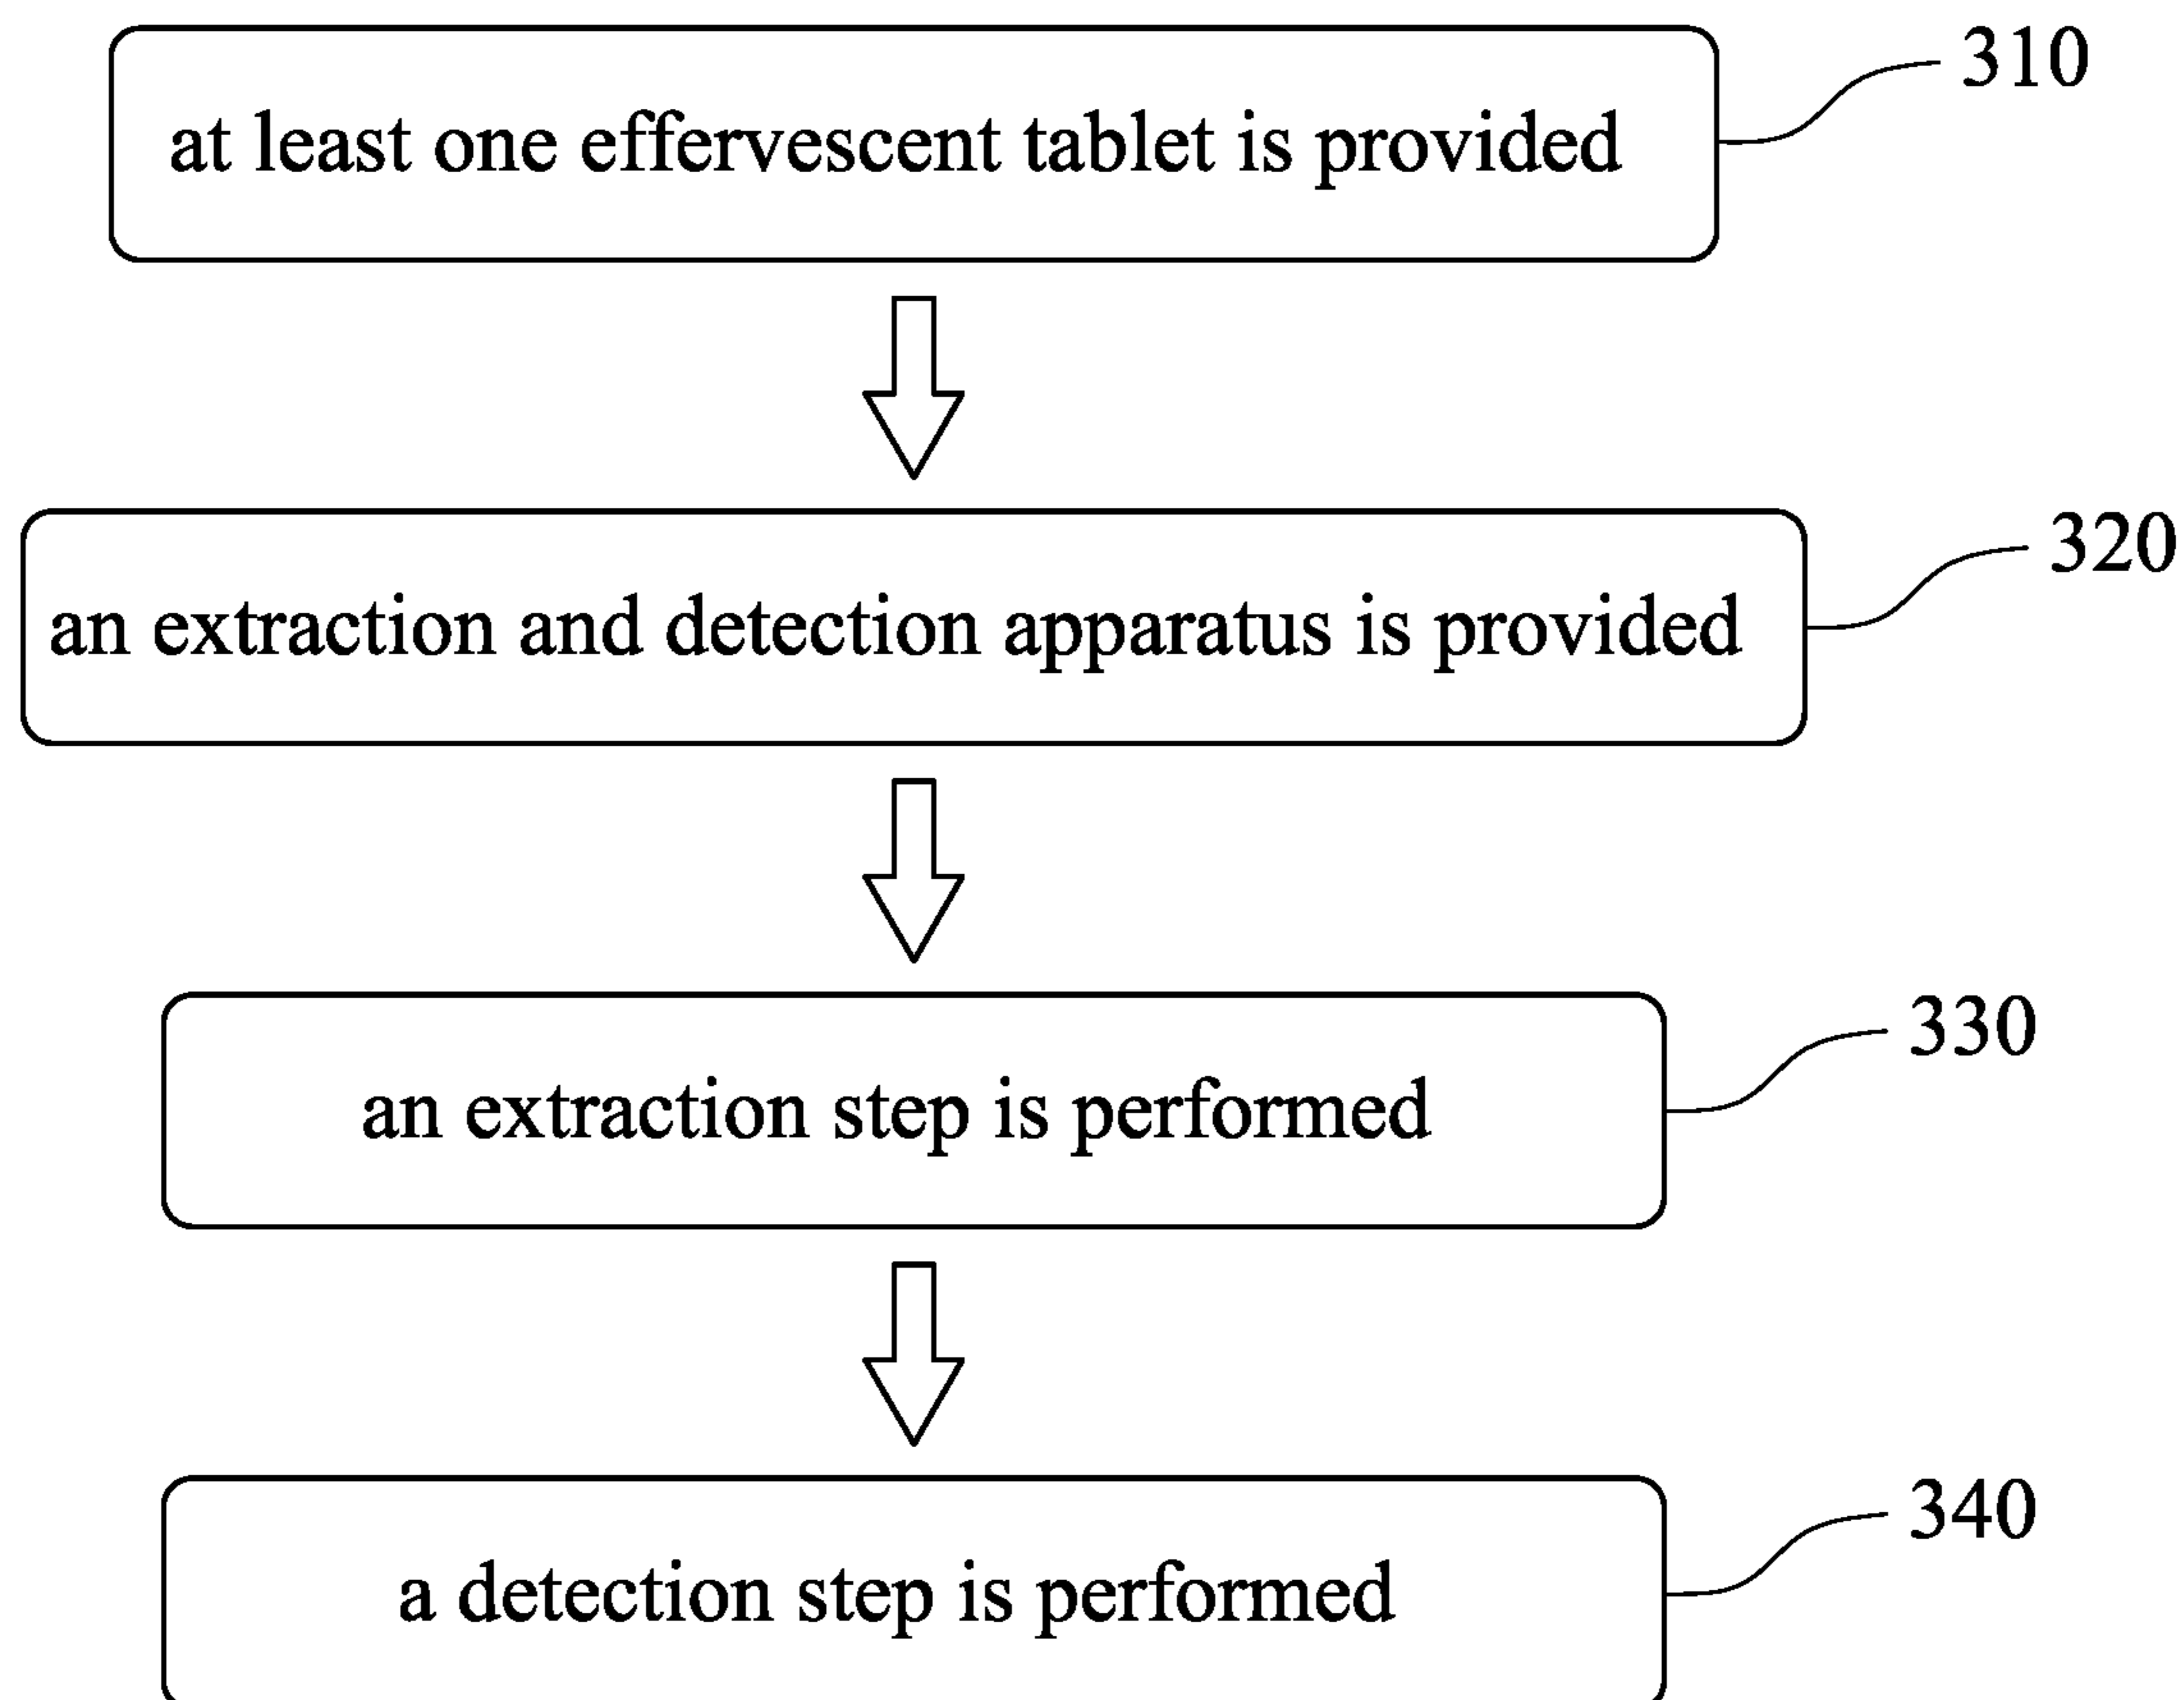 310
at least one effervescent tablet is provided
320
an extraction and detection apparatus is provided
330
an extraction step is performed
340
a detection step is performed